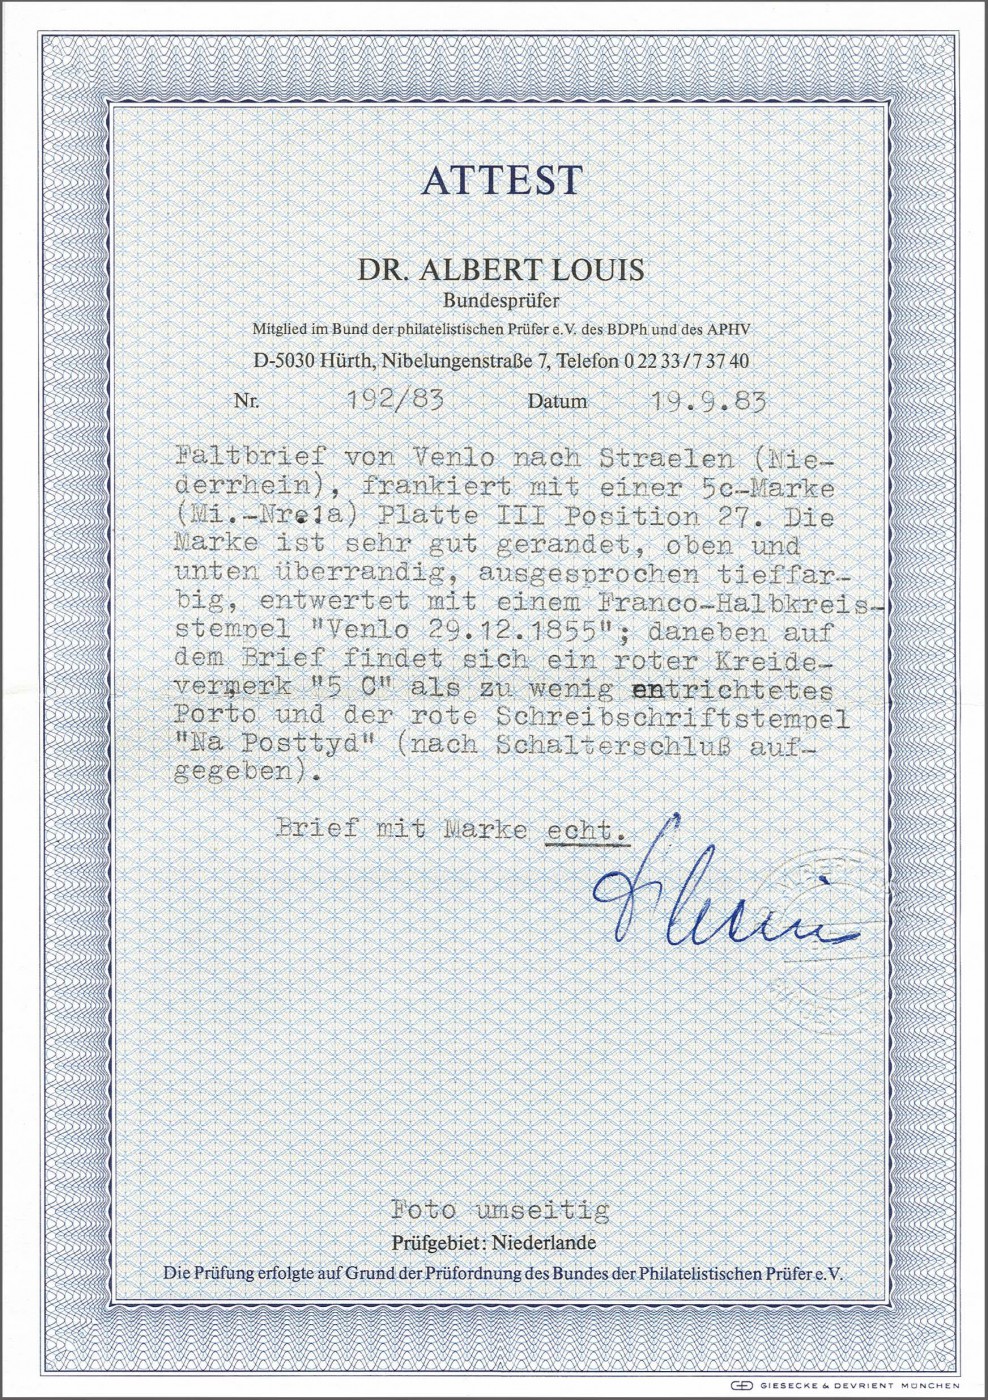 ATTEST
DR. ALBERT LOUIS
Bundesprüfer
Mitglied im Bund der philatelistischen Prüfer e.V. des BDPh und des APHV
D-5030 Hürth, Nibelungenstraße 7, Telefon 0 22 33/7 37 40
Nr. 192/83 Datum 19.9.83
Faltbrief von Venlo nach Straelen (Nie-
derrhein), frankiert mit einer 5c-Marke
(Mi.-Nre1a) Platte III Position 27. Die
Marke ist sehr gut gerandet, oben und
unten überrandig, ausgesprochen tieffar-
big, entwertet mit einem Franco-Halbkreis-
stempel "Venlo 29.12.1855"; daneben auf
dem Brief findet sich ein roter Kreide-
vermerk "5 C" als zu wenig entrichtetes
Porto und der rote Schreibschriftstempel
"Na Posttyd" (nach Schalterschluß auf-
gegeben).
Brief mit Marke echt.
Foto umseitig
Prüfgebiet: Niederlande
Die Prüfung erfolgte auf Grund der Prüfordnung des Bundes der Philatelistischen Prüfer e.V.
GIESECKE & DEVRIENT MÜNCHEN